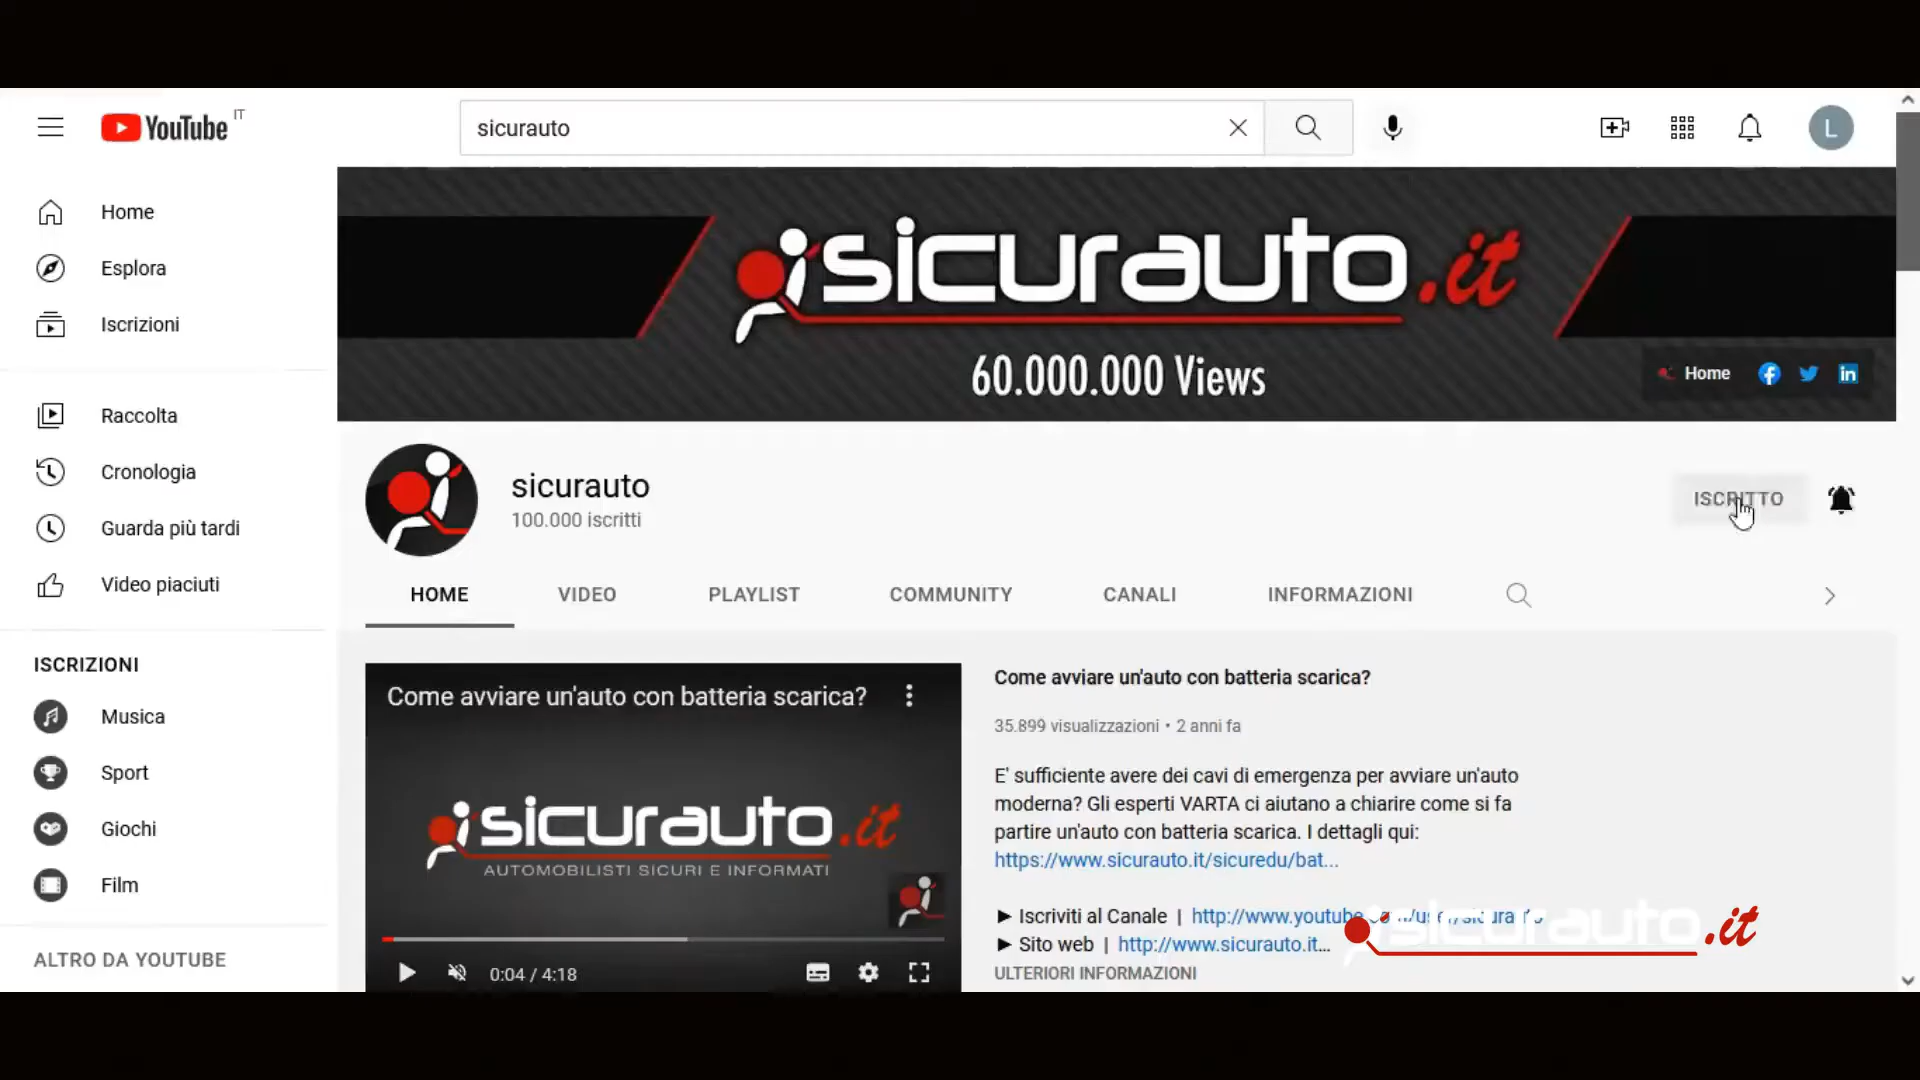 YouTube IT
sicurauto
L
Home
Esplora
Iscrizioni
Raccolta
Cronologia
Guarda più tardi
Video piaciuti
ISCRIZIONI
Musica
Sport
Giochi
Film
ALTRO DA YOUTUBE
sicurauto.it
60.000.000 Views
Home
sicurauto
100.000 iscritti
ISCRITTO
HOME
VIDEO
PLAYLIST
COMMUNITY
CANALI
INFORMAZIONI
Come avviare un'auto con batteria scarica?
sicurauto.it
AUTOMOBILISTI SICURI E INFORMATI
0:04 / 4:18
Come avviare un'auto con batteria scarica?
35.899 visualizzazioni • 2 anni fa
E' sufficiente avere dei cavi di emergenza per avviare un'auto
moderna? Gli esperti VARTA ci aiutano a chiarire come si fa
partire un'auto con batteria scarica. I dettagli qui:
https://www.sicurauto.it/sicuredu/bat...
► Iscriviti al Canale | http://www.youtube.com/user/sicurauto
► Sito web | http://www.sicurauto.it...
ULTERIORI INFORMAZIONI
sicurauto.it